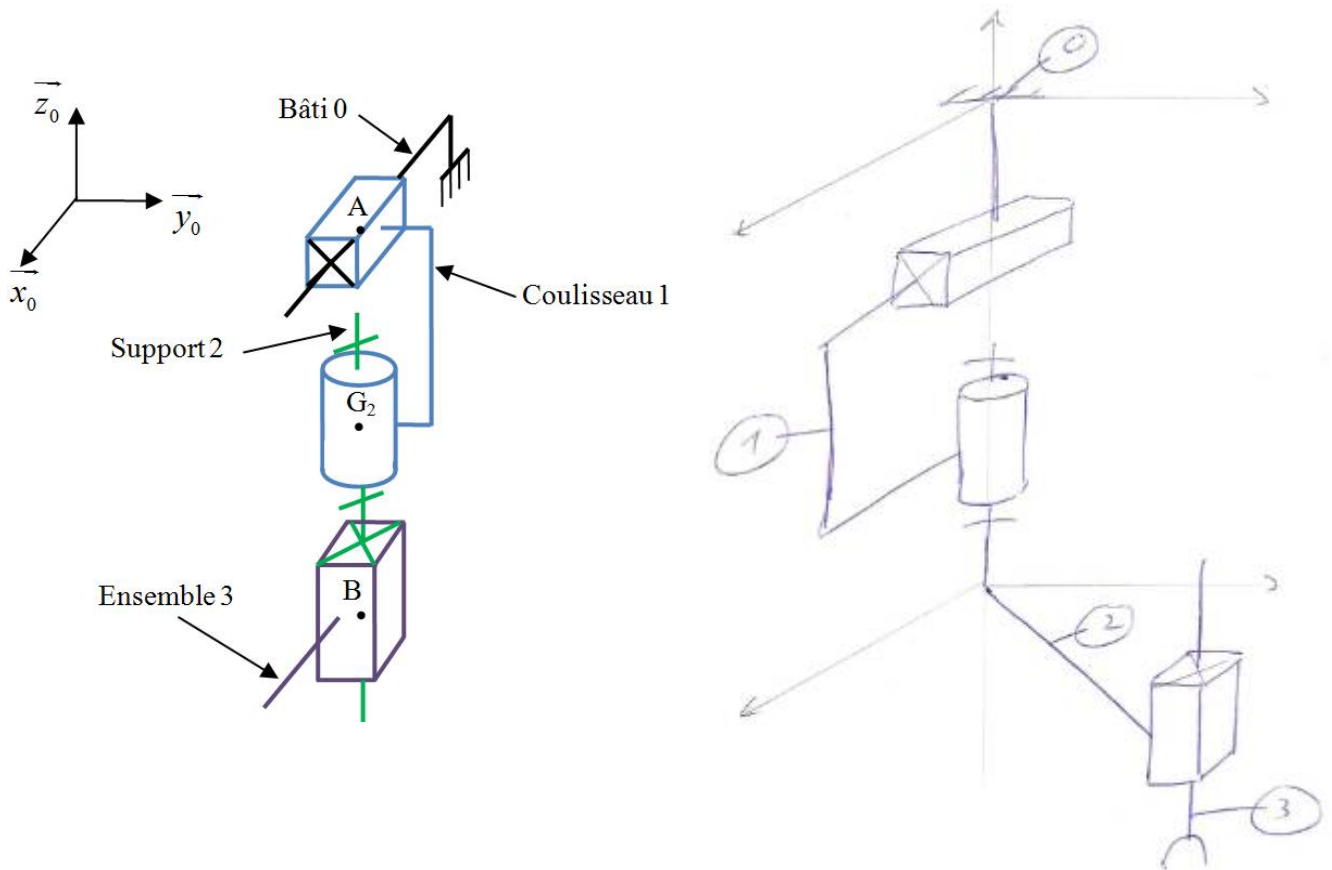 z₀
Bâti 0
A
y₀
x₀
Coulisseau 1
Support 2
G₂
B
Ensemble 3
0
1
2
3